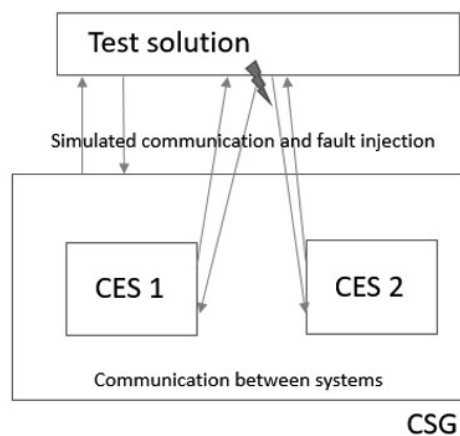 Test solution
Simulated communication and fault injection
CES 1
CES 2
Communication between systems
CSG